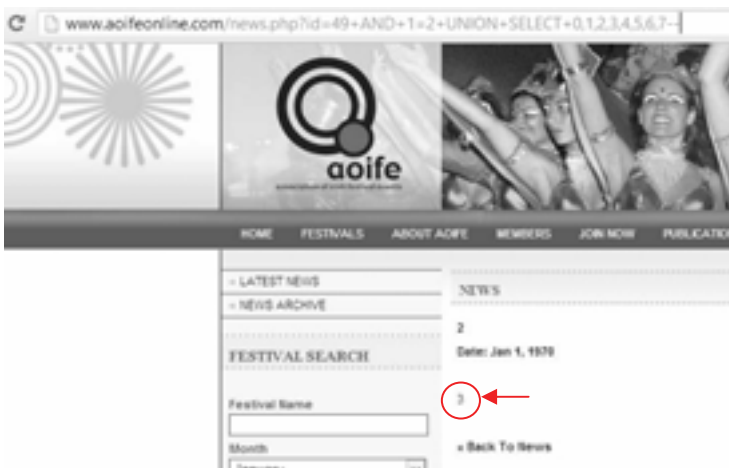 www.aoifeonline.com/news.php?id=49+AND+1=2+UNION+SELECT+0,1,2,3,4,5,6,7--
aoife
HOME FESTIVALS ABOUT AOIFE MEMBERS JOIN NOW PUBLICATIO
» LATEST NEWS
» NEWS ARCHIVE
FESTIVAL SEARCH
Festival Name
Month
January
NEWS
2
Date: Jan 1, 1970
3
« Back To News